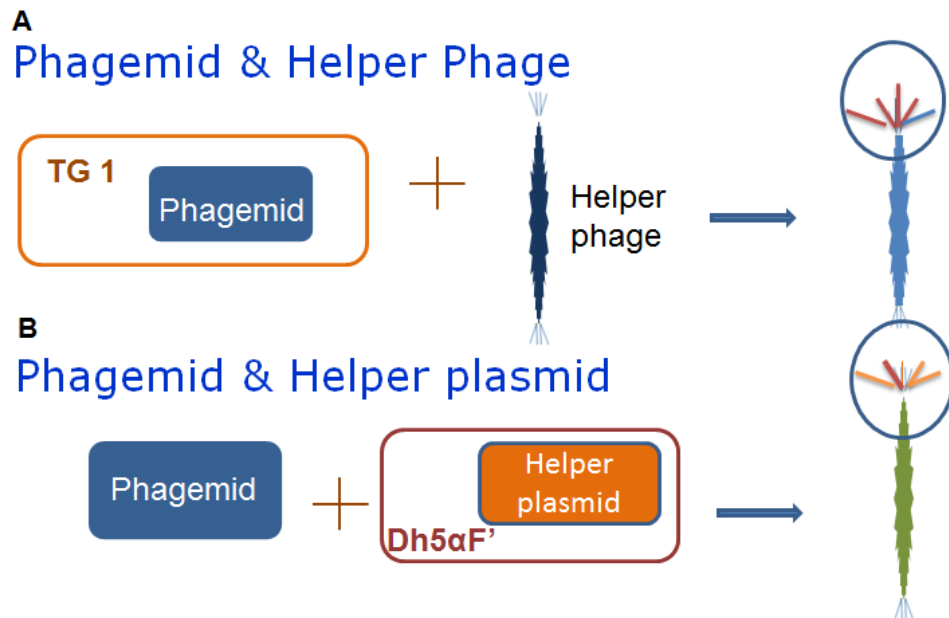 A
Phagemid & Helper Phage
TG 1
Phagemid
Helper
phage
B
Phagemid & Helper plasmid
Phagemid
Helper
plasmid
Dh5αF’